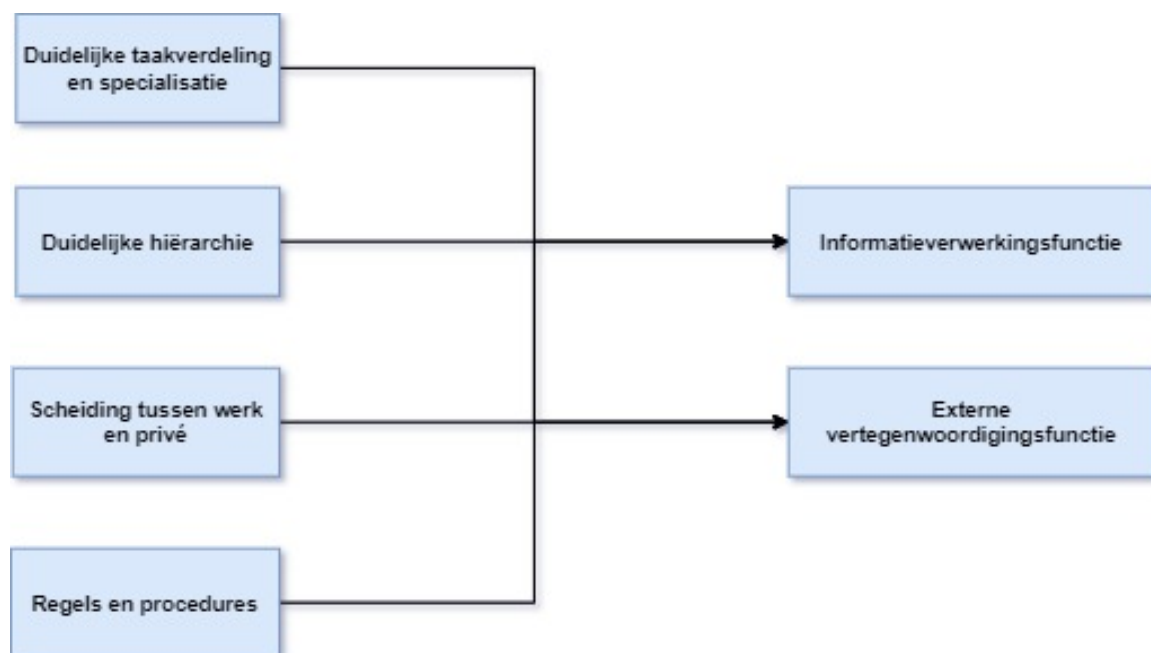 Duidelijke taakverdeling
en specialisatie
Duidelijke hiërarchie
Informatieverwerkingsfunctie
Scheiding tussen werk
en privé
Externe
vertegenwoordigingsfunctie
Regels en procedures